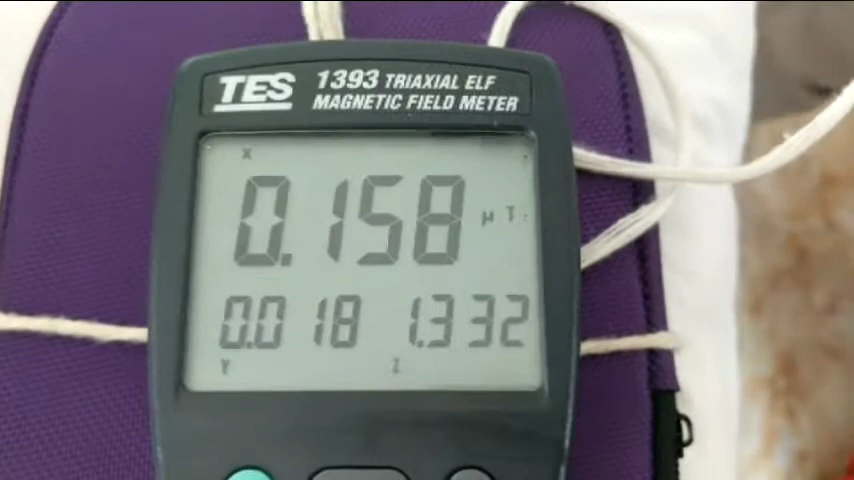 TES 1393 TRIAXIAL ELF
MAGNETIC FIELD METER
X
0.158 μT
0.018 1.332
Y Z